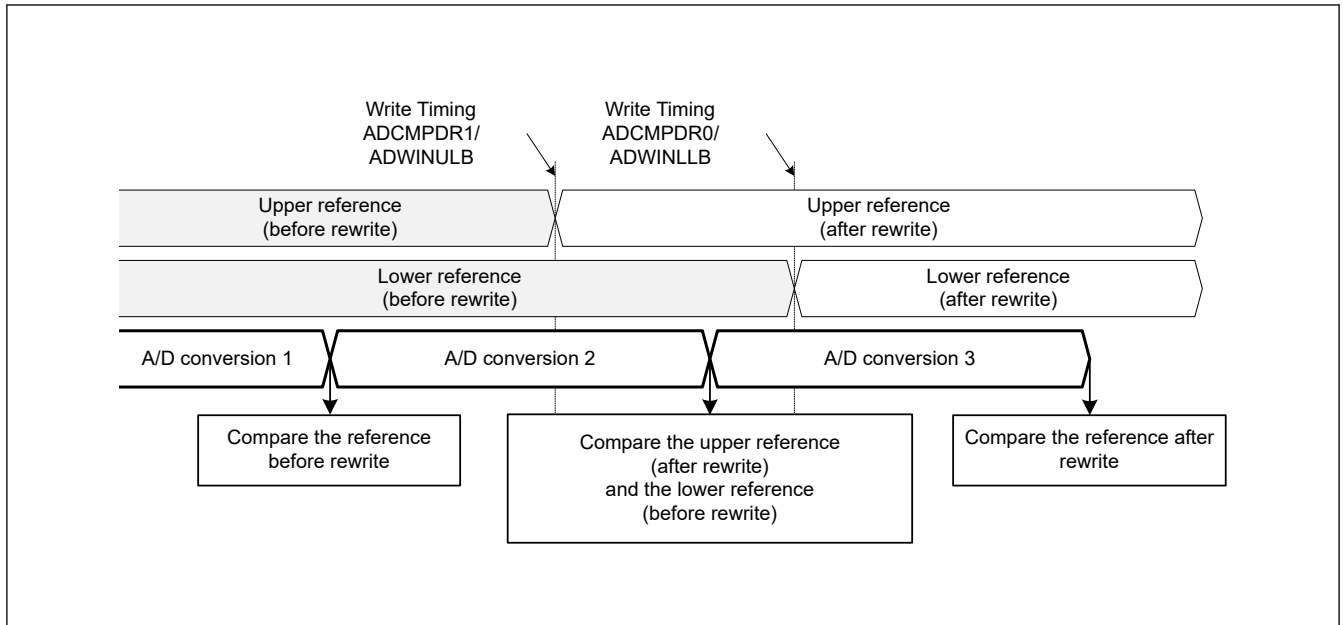 Write Timing
ADCMPDR1/
ADWINULB
Write Timing
ADCMPDR0/
ADWINLLB
Upper reference
(before rewrite)
Upper reference
(after rewrite)
Lower reference
(before rewrite)
Lower reference
(after rewrite)
A/D conversion 1
A/D conversion 2
A/D conversion 3
Compare the reference
before rewrite
Compare the upper reference
(after rewrite)
and the lower reference
(before rewrite)
Compare the reference after
rewrite